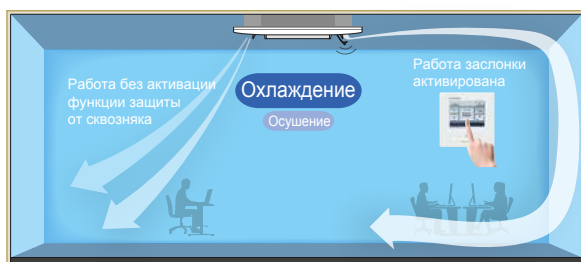 Работа без активации
функции защиты
от сквозняка
Охлаждение
Осушение
Работа заслонки
активирована